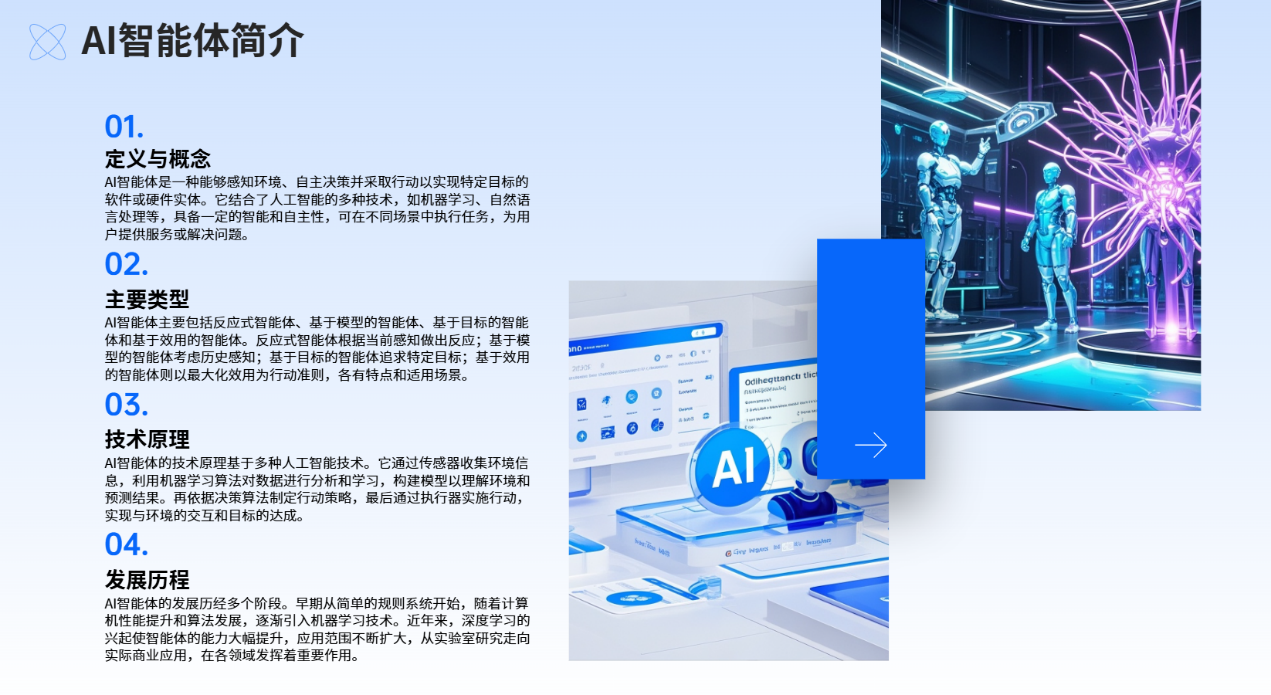 AI智能体简介
01.
定义与概念
AI智能体是一种能够感知环境、自主决策并采取行动以实现特定目标的
软件或硬件实体。它结合了人工智能的多种技术，如机器学习、自然语
言处理等，具备一定的智能和自主性，可在不同场景中执行任务，为用
户提供服务或解决问题。
02.
主要类型
AI智能体主要包括反应式智能体、基于模型的智能体、基于目标的智能
体和基于效用的智能体。反应式智能体根据当前感知做出反应；基于模
型的智能体考虑历史感知；基于目标的智能体追求特定目标；基于效用
的智能体则以最大化效用为行动准则，各有特点和适用场景。
03.
技术原理
AI智能体的技术原理基于多种人工智能技术。它通过传感器收集环境信
息，利用机器学习算法对数据进行分析和学习，构建模型以理解环境和
预测结果。再依据决策算法制定行动策略，最后通过执行器实施行动，
实现与环境的交互和目标的达成。
04.
发展历程
AI智能体的发展历经多个阶段。早期从简单的规则系统开始，随着计算
机性能提升和算法发展，逐渐引入机器学习技术。近年来，深度学习的
兴起使智能体的能力大幅提升，应用范围不断扩大，从实验室研究走向
实际商业应用，在各领域发挥着重要作用。
AI